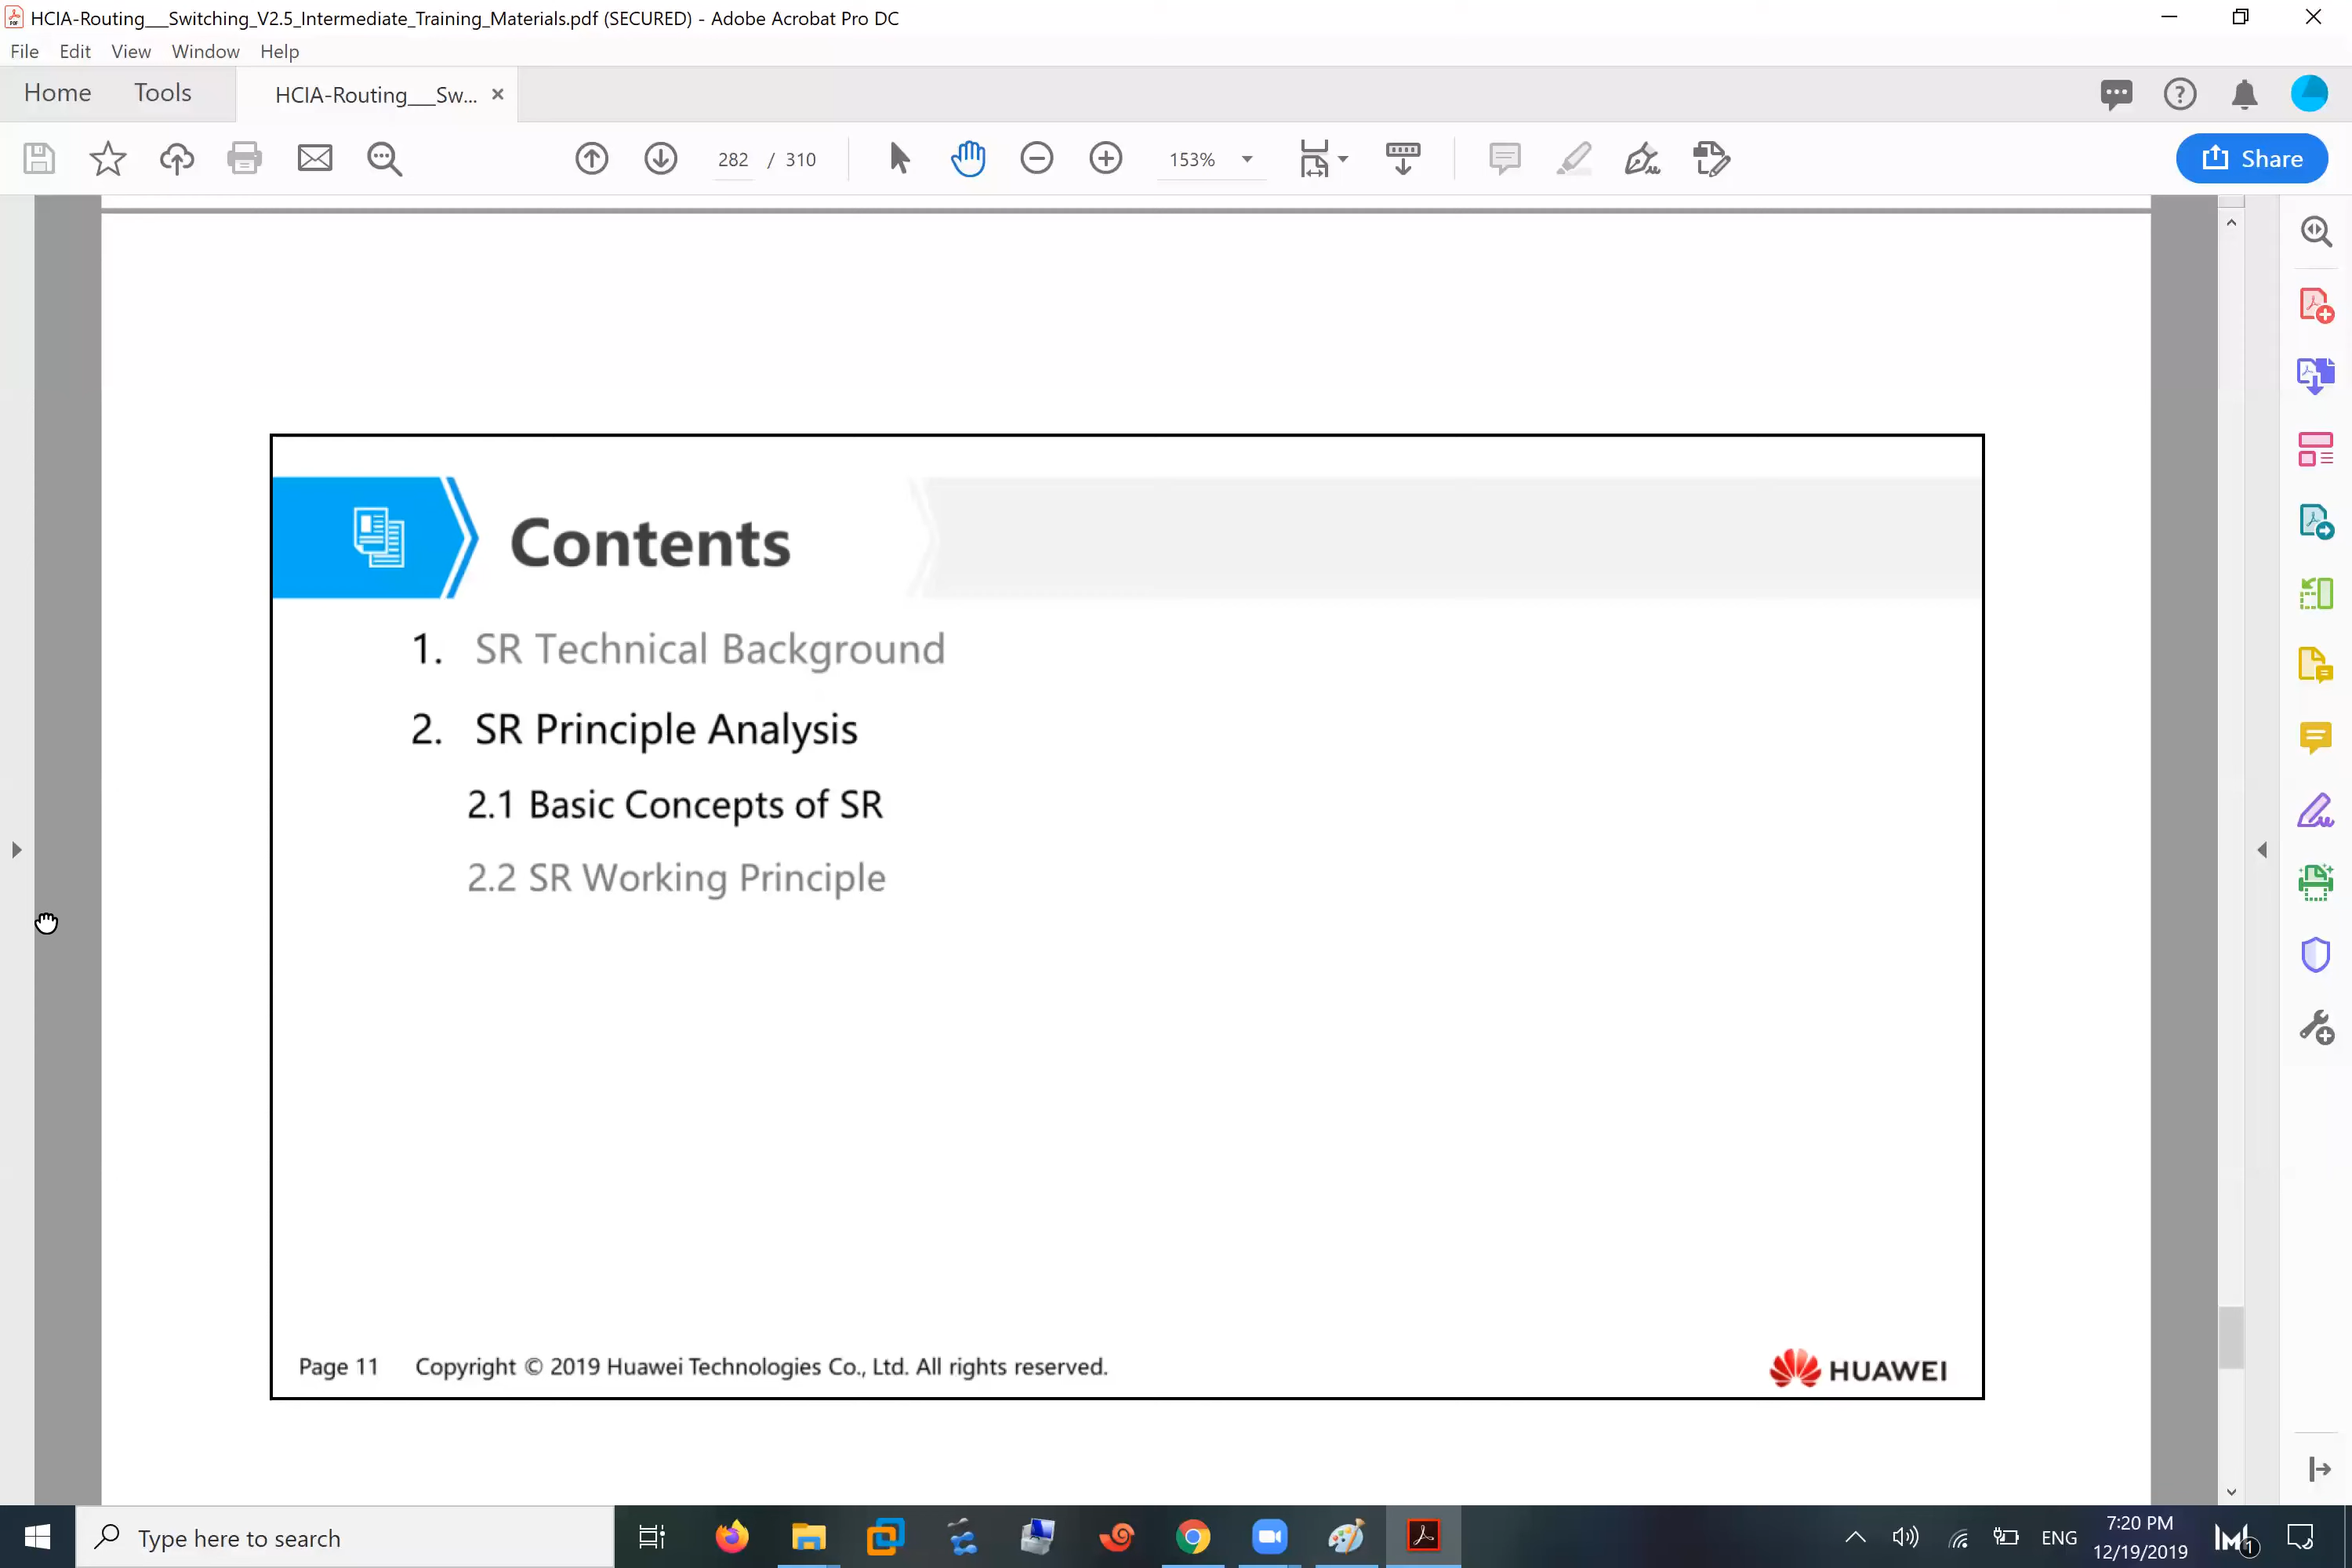 HCIA-Routing___Switching_V2.5_Intermediate_Training_Materials.pdf (SECURED) - Adobe Acrobat Pro DC
File Edit View Window Help
Home Tools HCIA-Routing___Sw... ×
282 / 310 153% Share
Contents
1. SR Technical Background
2. SR Principle Analysis
2.1 Basic Concepts of SR
2.2 SR Working Principle
Page 11 Copyright © 2019 Huawei Technologies Co., Ltd. All rights reserved.
HUAWEI
Type here to search
ENG
7:20 PM
12/19/2019
1